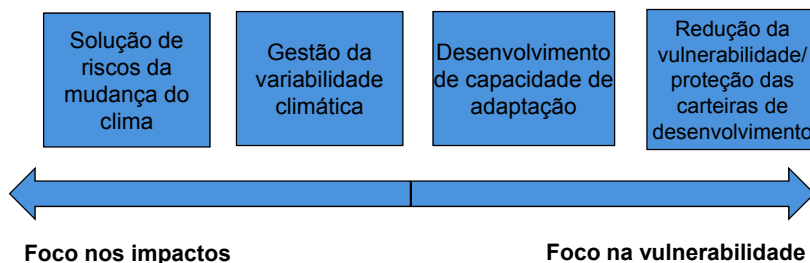 Solução de
riscos da
mudança do
clima
Gestão da
variabilidade
climática
Desenvolvimento
de capacidade de
adaptação
Redução da
vulnerabilidade/
proteção das
carteiras de
desenvolvimento
Foco nos impactos
Foco na vulnerabilidade